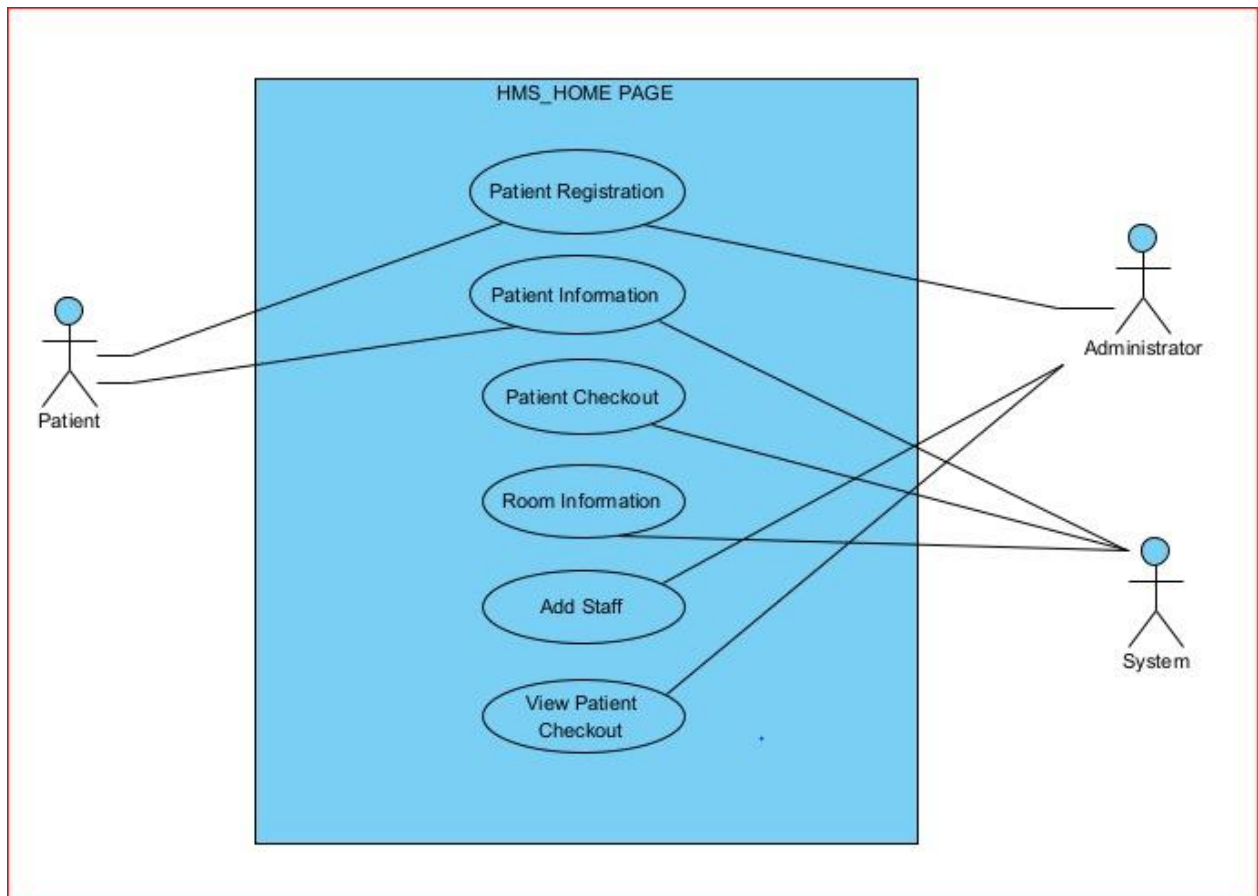 HMS_HOME PAGE
Patient Registration
Patient Information
Patient Checkout
Room Information
Add Staff
View Patient
Checkout
Patient
Administrator
System